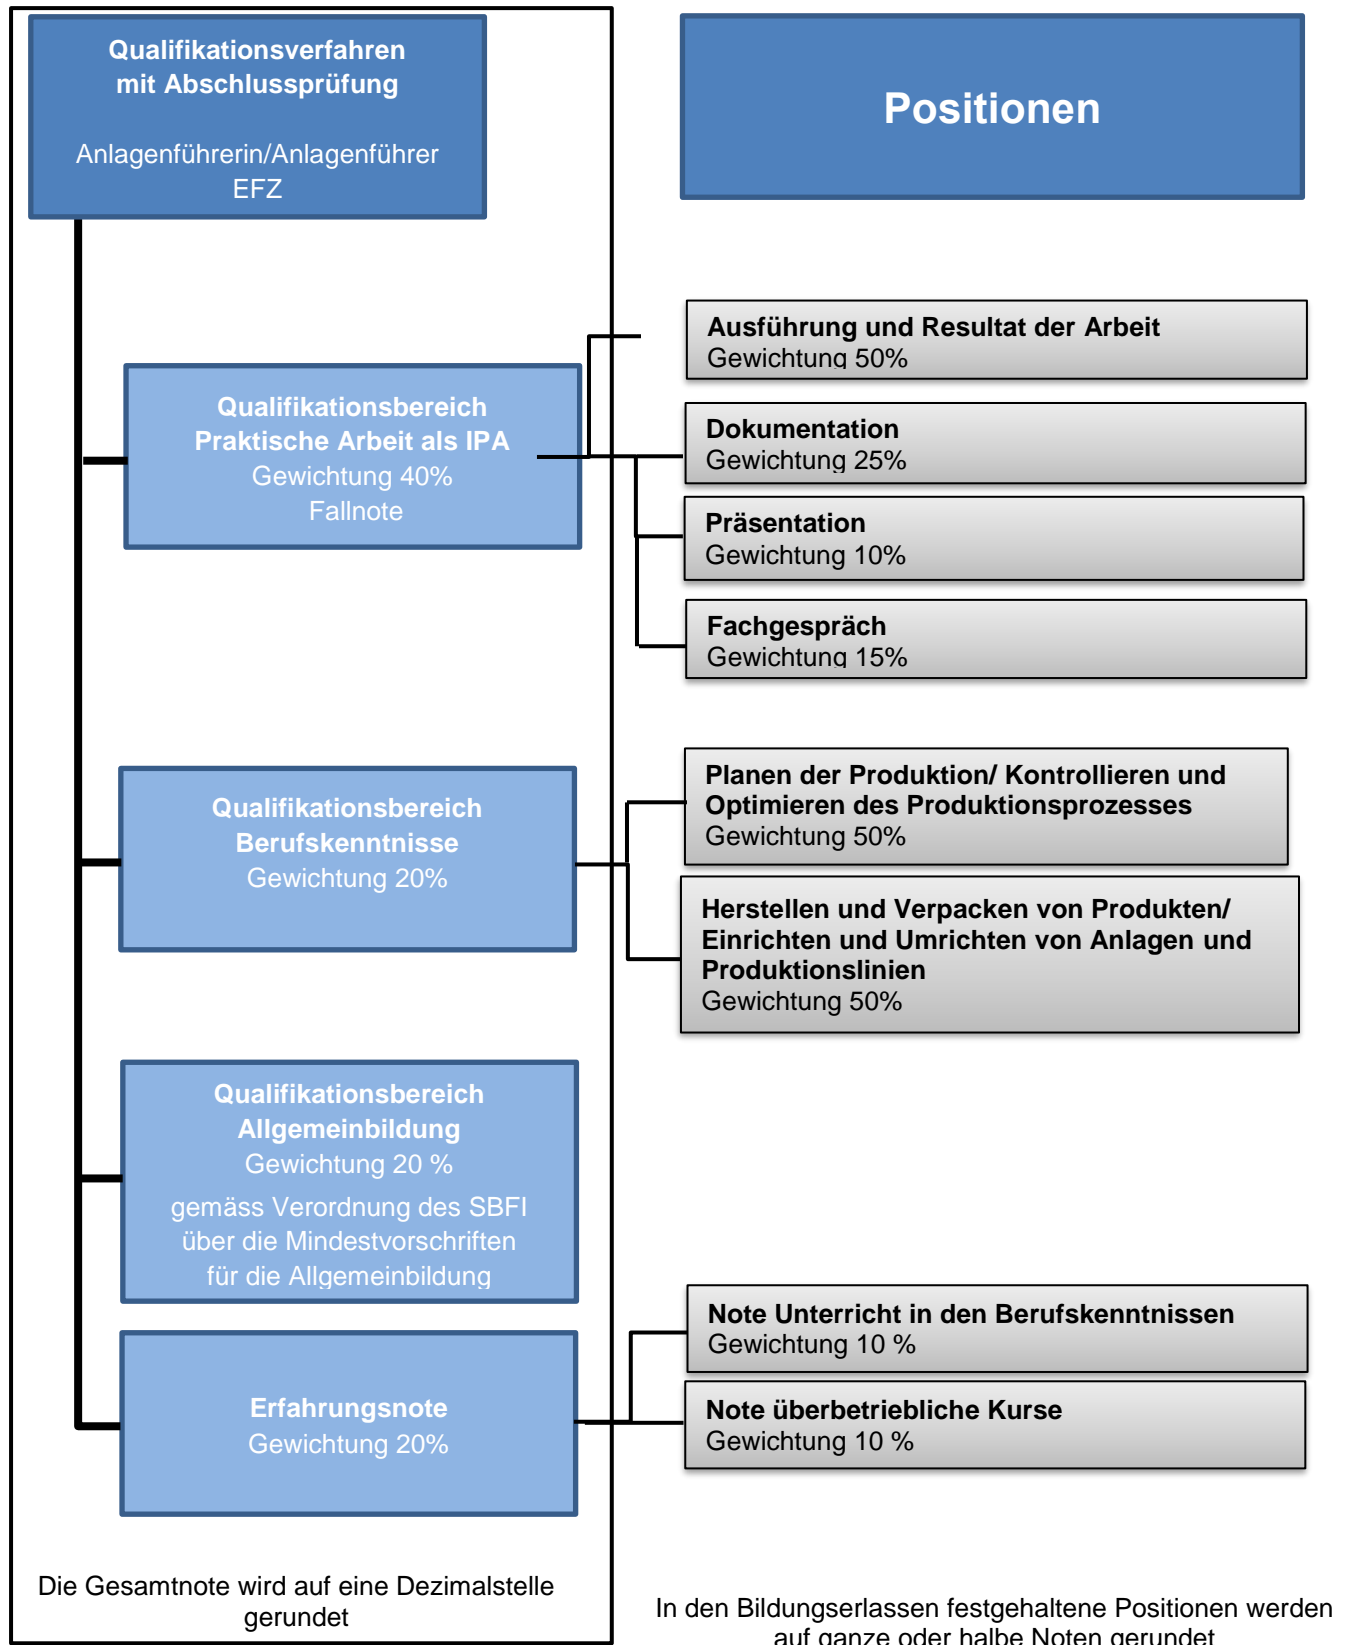 Qualifikationsverfahren
mit Abschlussprüfung
Anlagenführerin/Anlagenführer
EFZ
Positionen
Qualifikationsbereich
Praktische Arbeit als IPA
Gewichtung 40%
Fallnote
Ausführung und Resultat der Arbeit
Gewichtung 50%
Dokumentation
Gewichtung 25%
Präsentation
Gewichtung 10%
Fachgespräch
Gewichtung 15%
Qualifikationsbereich
Berufskenntnisse
Gewichtung 20%
Planen der Produktion/ Kontrollieren und
Optimieren des Produktionsprozesses
Gewichtung 50%
Herstellen und Verpacken von Produkten/
Einrichten und Umrichten von Anlagen und
Produktionslinien
Gewichtung 50%
Qualifikationsbereich
Allgemeinbildung
Gewichtung 20 %
gemäss Verordnung des SBFI
über die Mindestvorschriften
für die Allgemeinbildung
Erfahrungsnote
Gewichtung 20%
Note Unterricht in den Berufskenntnissen
Gewichtung 10 %
Note überbetriebliche Kurse
Gewichtung 10 %
Die Gesamtnote wird auf eine Dezimalstelle
gerundet
In den Bildungserlassen festgehaltene Positionen werden
auf ganze oder halbe Noten gerundet